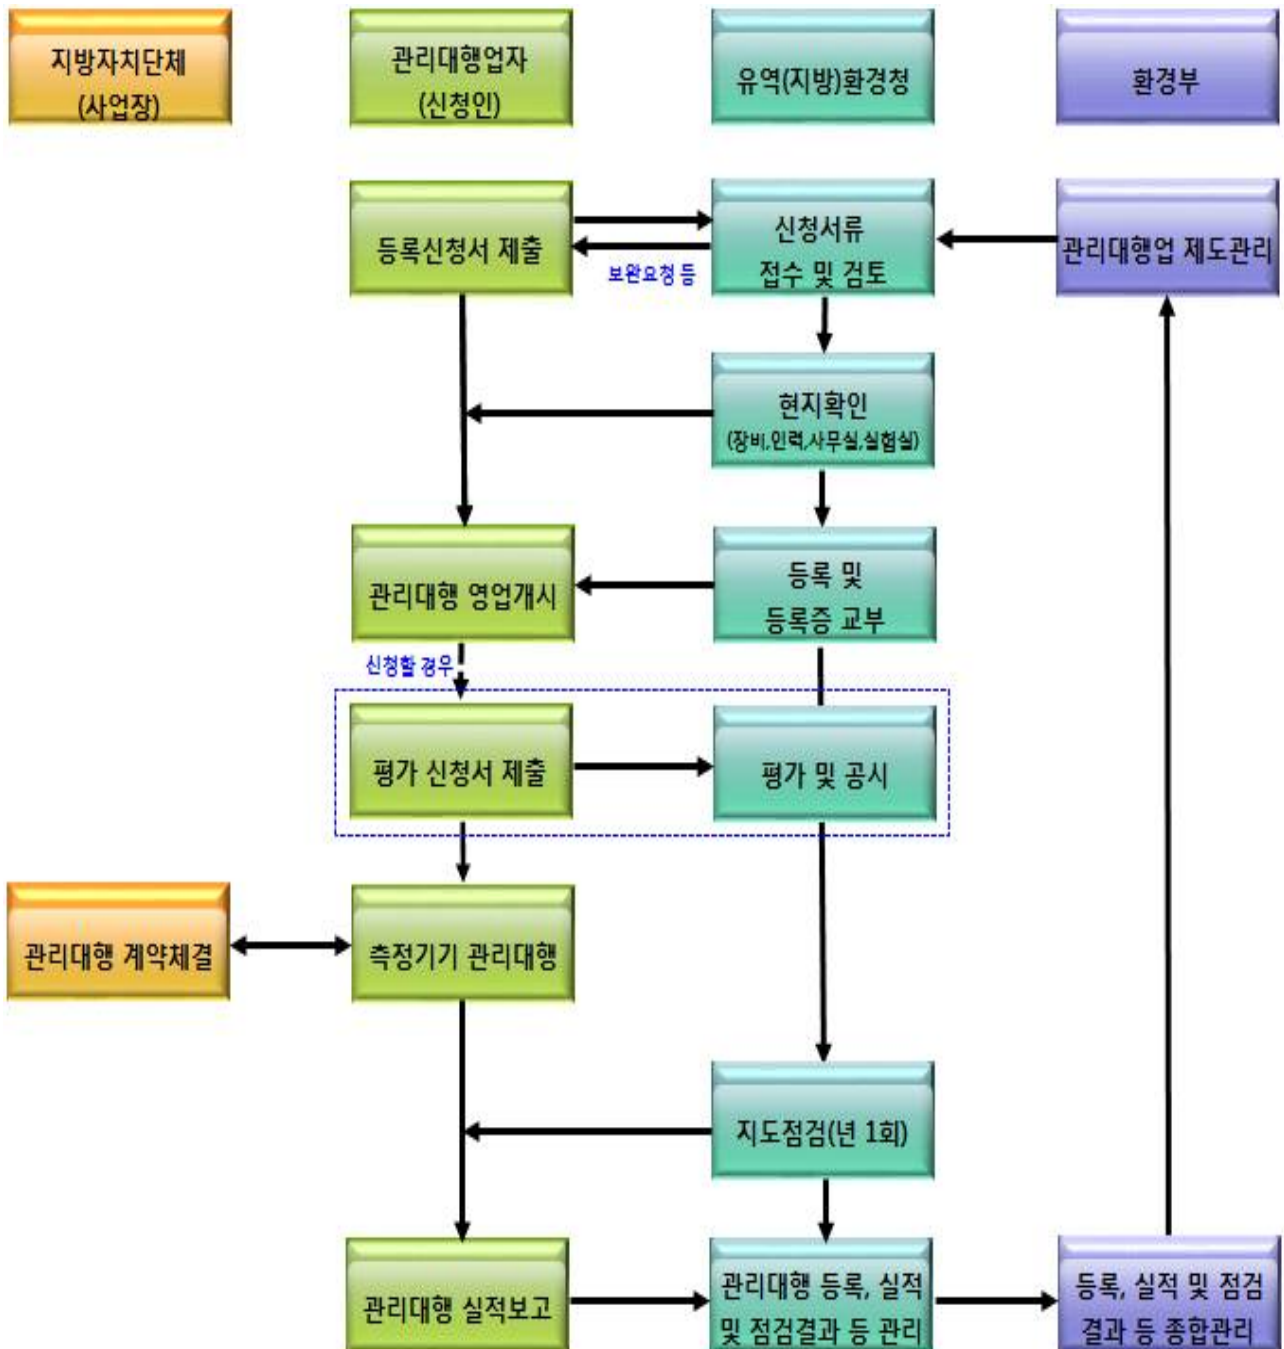 지방자치단체
(사업장)
관리대행업자
(신청인)
유역(지방)환경청
환경부
등록신청서 제출
보완요청 등
신청서류
접수 및 검토
관리대행업 제도관리
현지확인
(장비,인력,사무실,실험실)
관리대행 영업개시
등록 및
등록증 교부
신청할 경우
평가 신청서 제출
평가 및 공시
관리대행 계약체결
측정기기 관리대행
지도점검(년 1회)
관리대행 실적보고
관리대행 등록, 실적
및 점검결과 등 관리
등록, 실적 및 점검
결과 등 종합관리